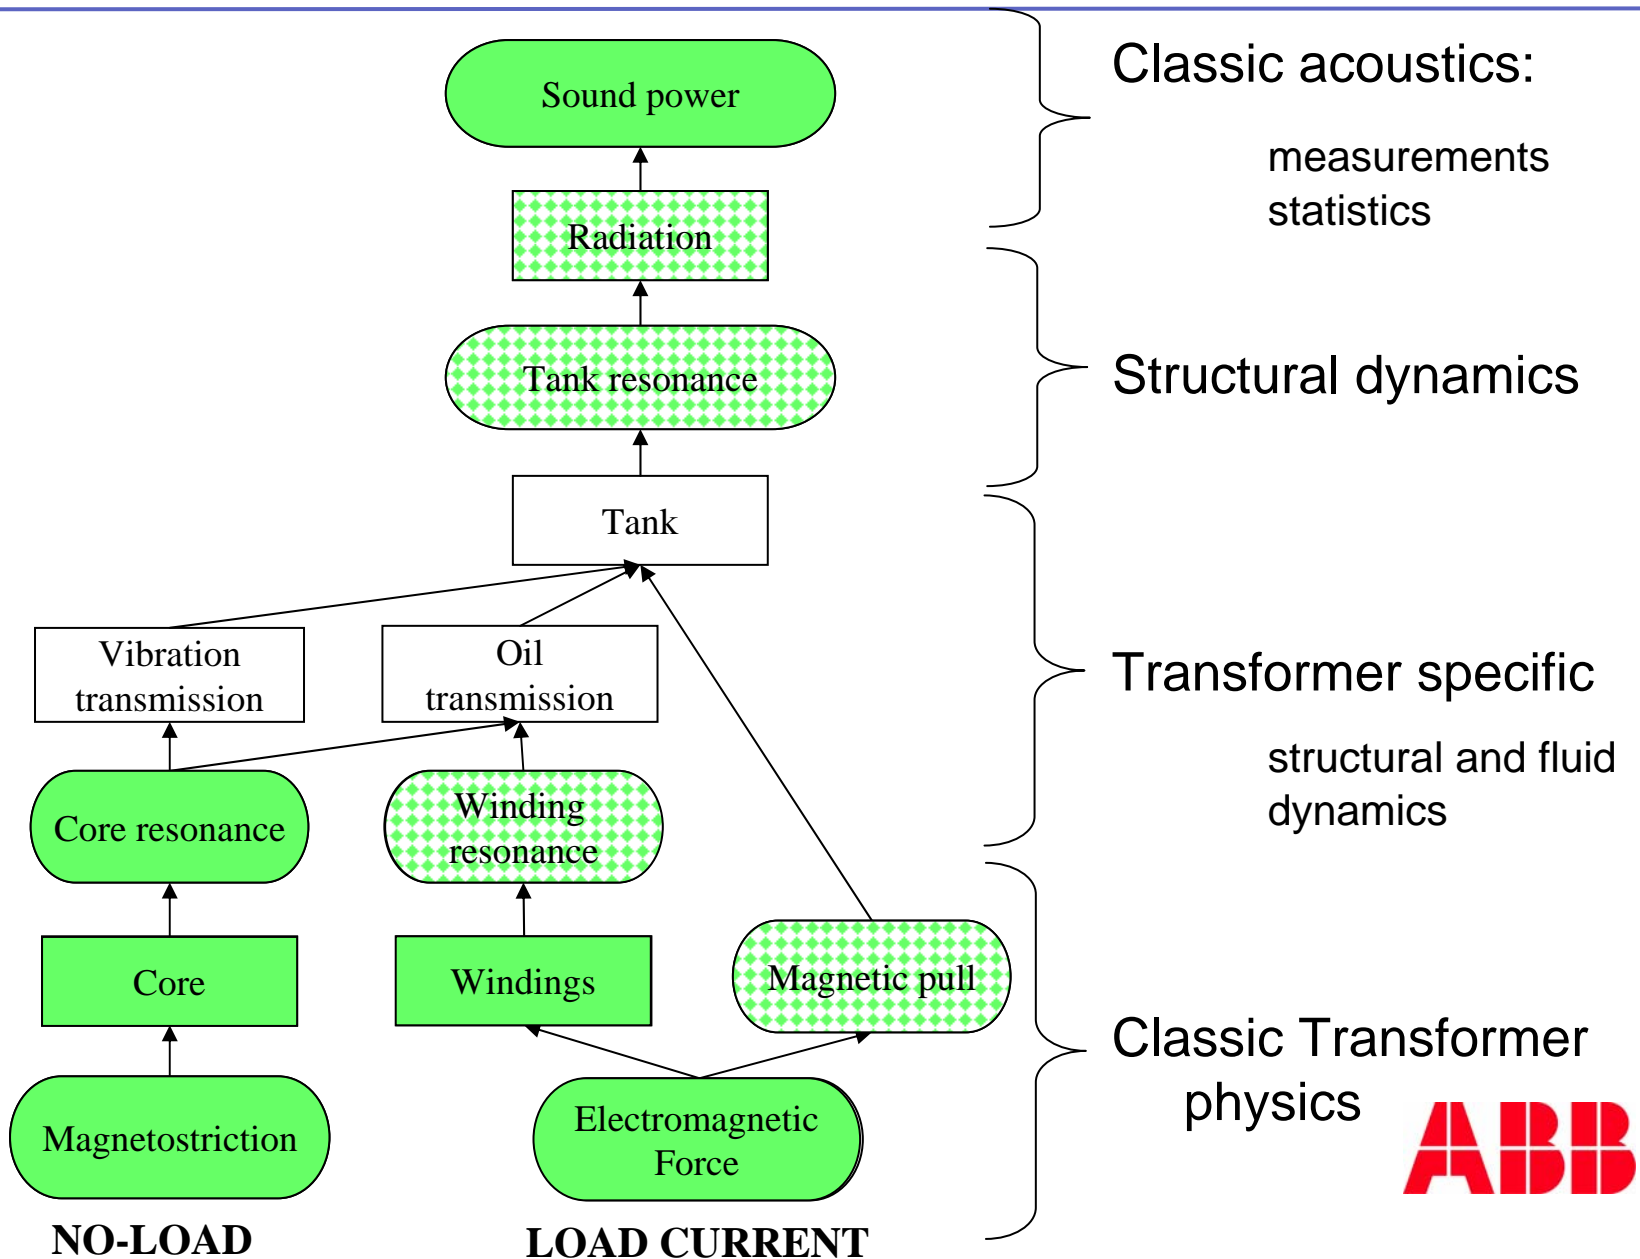 Sound power
Radiation
Tank resonance
Tank
Vibration
transmission
Oil
transmission
Core resonance
Winding
resonance
Core
Windings
Magnetic pull
Magnetostriction
Electromagnetic
Force
NO-LOAD
LOAD CURRENT
Classic acoustics:
measurements
statistics
Structural dynamics
Transformer specific
structural and fluid
dynamics
Classic Transformer
physics
ABB